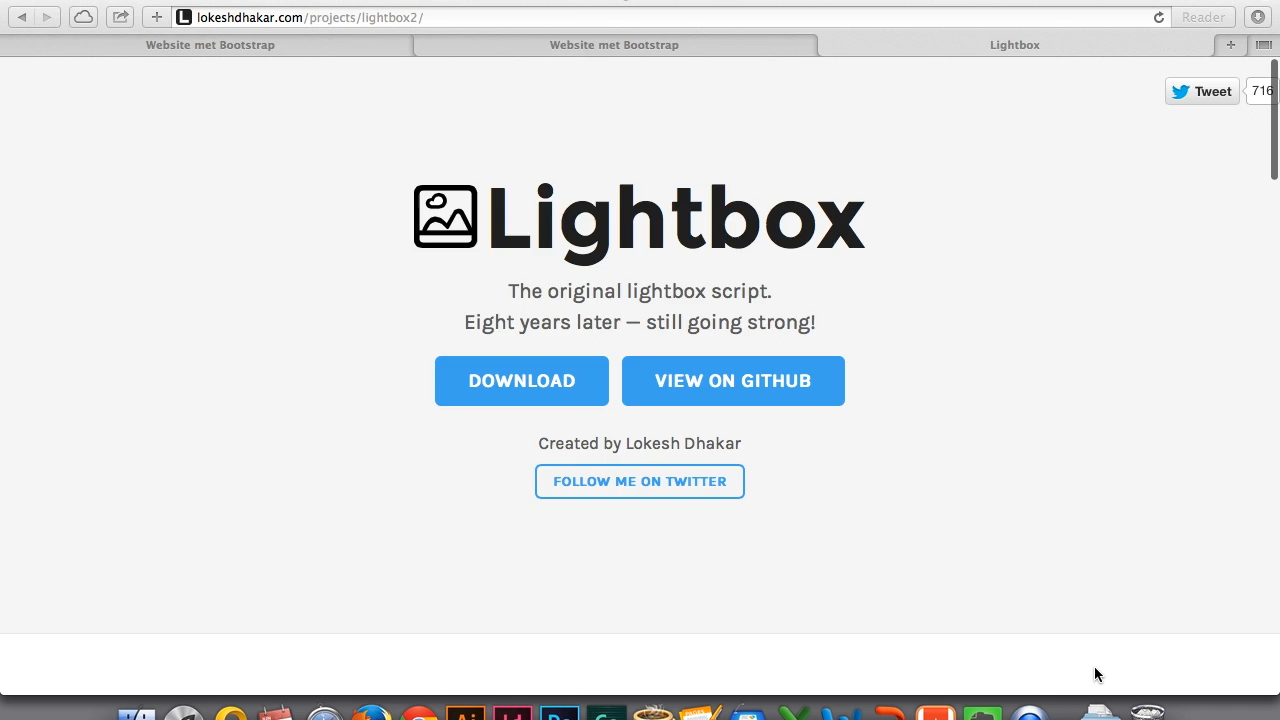 lokeshdhakar.com/projects/lightbox2/
Reader
Website met Bootstrap
Website met Bootstrap
Lightbox
Tweet
716
Lightbox
The original lightbox script.
Eight years later — still going strong!
DOWNLOAD
VIEW ON GITHUB
Created by Lokesh Dhakar
FOLLOW ME ON TWITTER
Ai